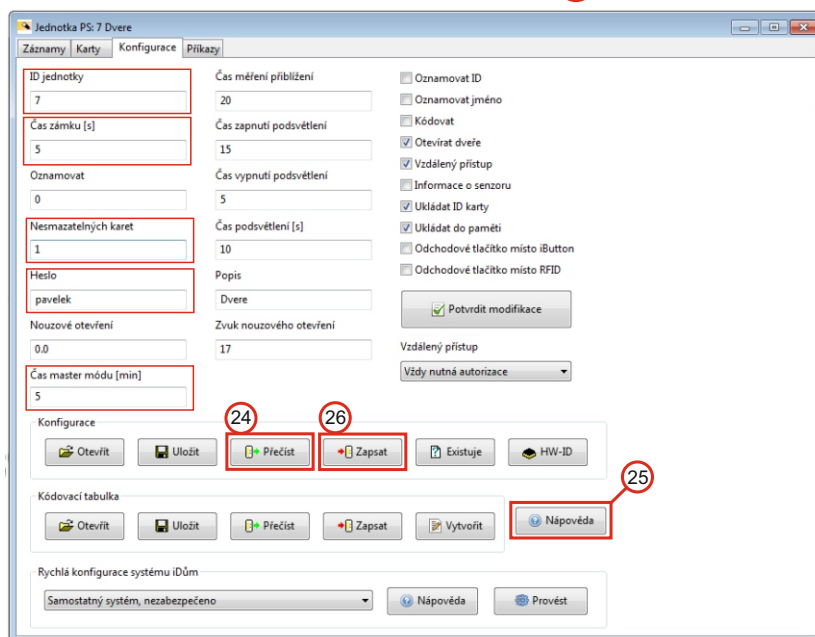 Jednotka PS: 7 Dvere
Záznamy Karty Konfigurace Příkazy
ID jednotky
7
Čas zámku [s]
5
Oznamovat
0
Nesmazatelných karet
1
Heslo
pavelek
Nouzové otevření
0.0
Čas master módu [min]
5
Čas měření přiblížení
20
Čas zapnutí podsvětlení
15
Čas vypnutí podsvětlení
5
Čas podsvětlení [s]
10
Popis
Dvere
Zvuk nouzového otevření
17
Oznamovat ID
Oznamovat jméno
Kódovat
Otevírat dveře
Vzdálený přístup
Informace o senzoru
Ukládat ID karty
Ukládat do paměti
Odchodové tlačítko místo iButton
Odchodové tlačítko místo RFID
Potvrdit modifikace
Vzdálený přístup
Vždy nutná autorizace
24 26
Konfigurace
Otevřít Uložit Přečíst Zapsat Existuje HW-ID
25
Kódovací tabulka
Otevřít Uložit Přečíst Zapsat Vytvořit Nápověda
Rychlá konfigurace systému iDům
Samostatný systém, nezabezpečeno Nápověda Provést